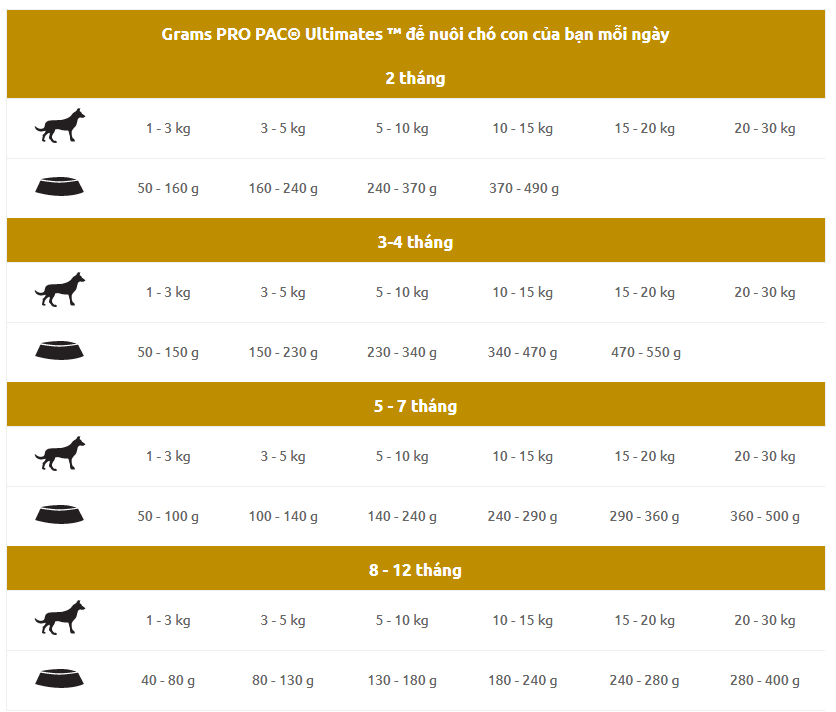 Grams PRO PAC® Ultimates ™ để nuôi chó con của bạn mỗi ngày
2 tháng
1 - 3 kg 3 - 5 kg 5 - 10 kg 10 - 15 kg 15 - 20 kg 20 - 30 kg
50 - 160 g 160 - 240 g 240 - 370 g 370 - 490 g
3-4 tháng
1 - 3 kg 3 - 5 kg 5 - 10 kg 10 - 15 kg 15 - 20 kg 20 - 30 kg
50 - 150 g 150 - 230 g 230 - 340 g 340 - 470 g 470 - 550 g
5 - 7 tháng
1 - 3 kg 3 - 5 kg 5 - 10 kg 10 - 15 kg 15 - 20 kg 20 - 30 kg
50 - 100 g 100 - 140 g 140 - 240 g 240 - 290 g 290 - 360 g 360 - 500 g
8 - 12 tháng
1 - 3 kg 3 - 5 kg 5 - 10 kg 10 - 15 kg 15 - 20 kg 20 - 30 kg
40 - 80 g 80 - 130 g 130 - 180 g 180 - 240 g 240 - 280 g 280 - 400 g